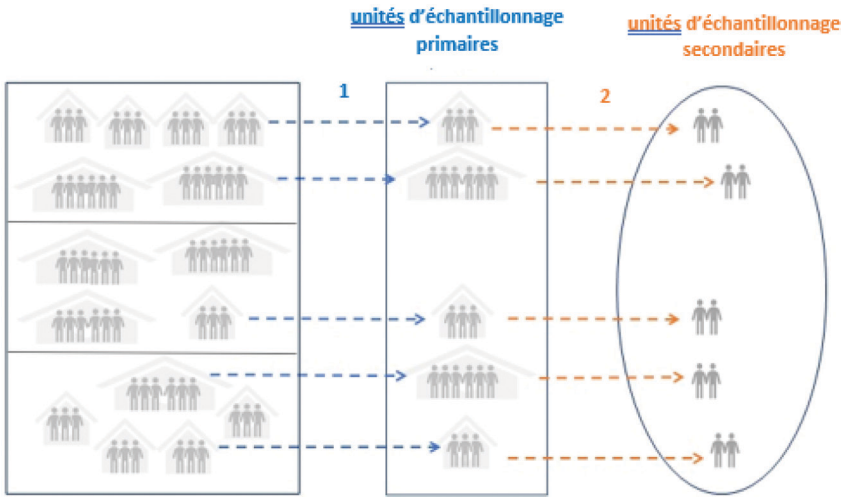 unités d'échantillonnage
primaires
unités d'échantillonnage
secondaires
1
2